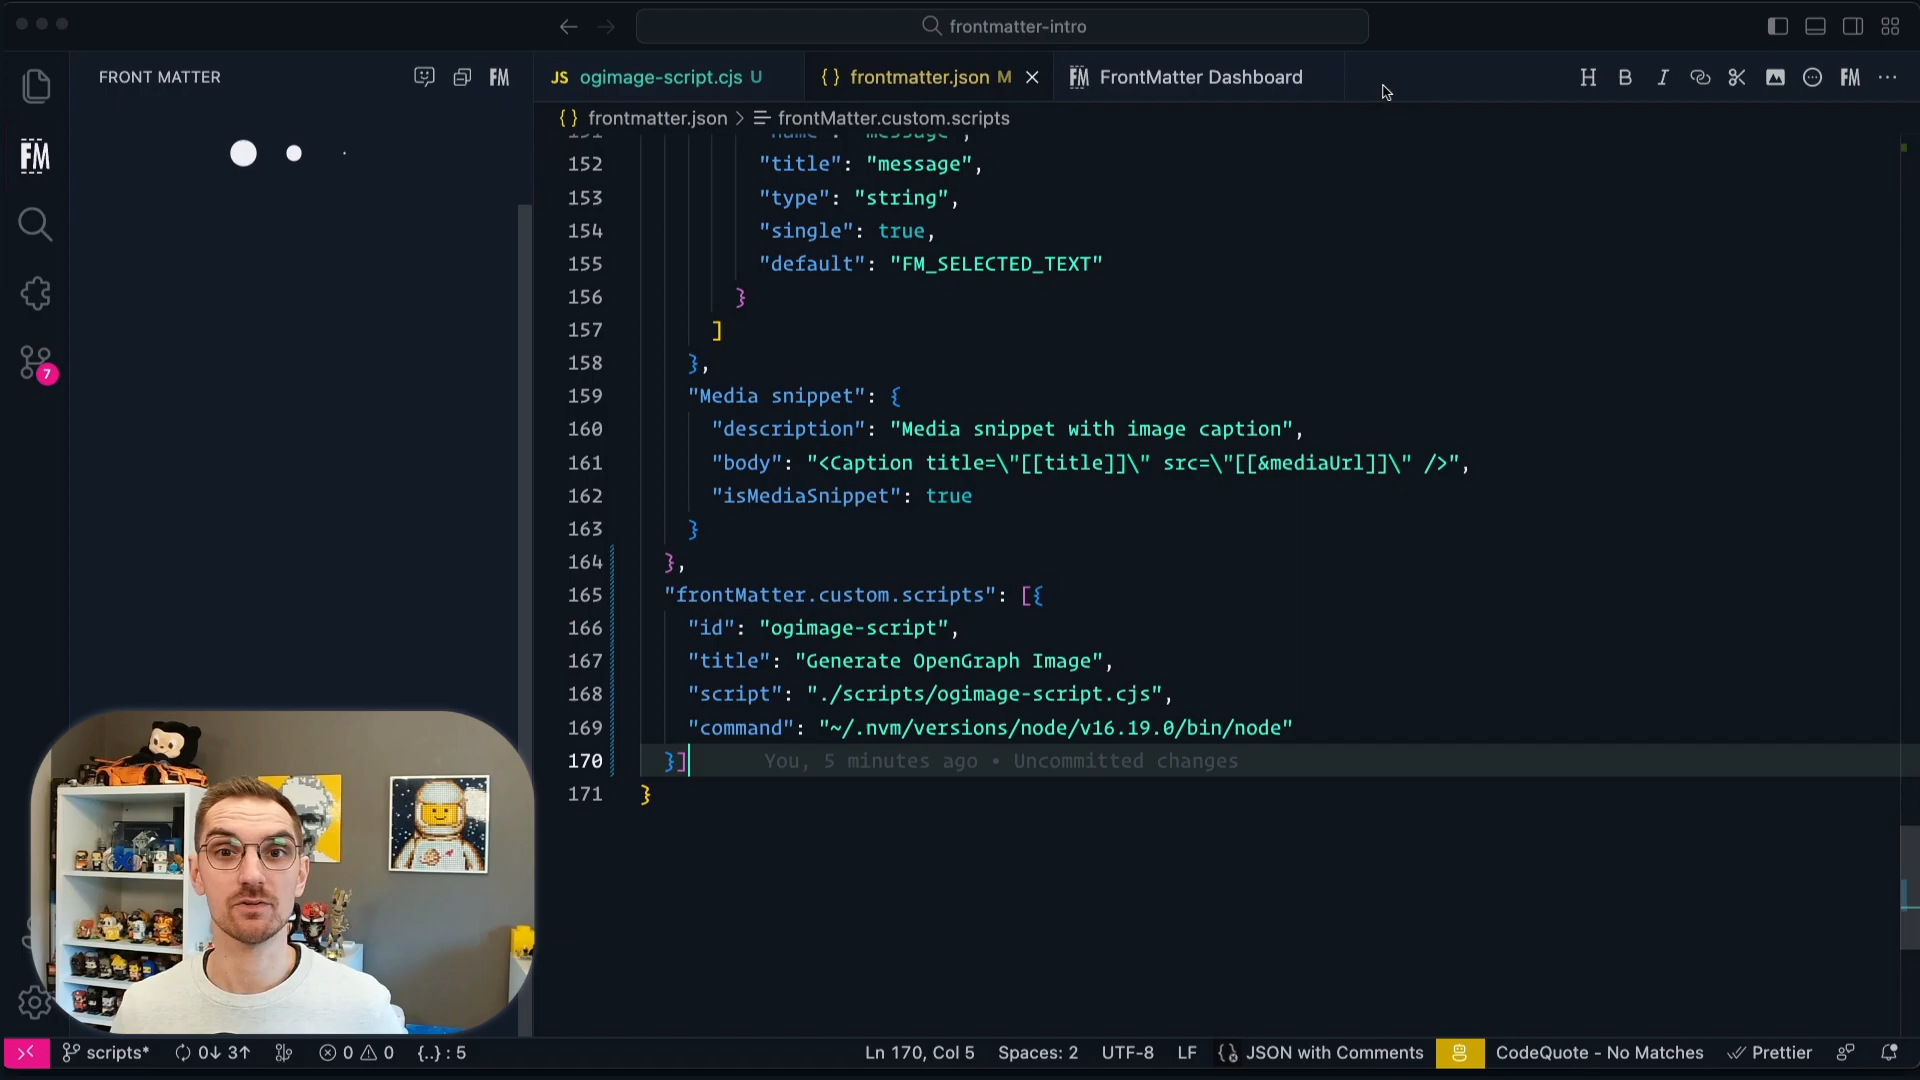 frontmatter-intro
FRONT MATTER
FM
JS ogimage-script.cjs U
{ } frontmatter.json M
FM FrontMatter Dashboard
H B I FM ...
{ } frontmatter.json > frontMatter.custom.scripts
FM
151 "name": "message",
152 "title": "message",
153 "type": "string",
154 "single": true,
155 "default": "FM_SELECTED_TEXT"
156 }
157 ]
158 },
159 "Media snippet": {
160 "description": "Media snippet with image caption",
161 "body": "<Caption title=\"[[title]]\" src=\"[[&mediaUrl]]\" />",
162 "isMediaSnippet": true
163 }
164 },
165 "frontMatter.custom.scripts": [{
166 "id": "ogimage-script",
167 "title": "Generate OpenGraph Image",
168 "script": "./scripts/ogimage-script.cjs",
169 "command": "~/.nvm/versions/node/v16.19.0/bin/node"
170 }] You, 5 minutes ago • Uncommitted changes
171 }
7
scripts* 0↓ 3↑ 0 0 {..} : 5 Ln 170, Col 5 Spaces: 2 UTF-8 LF JSON with Comments CodeQuote - No Matches Prettier